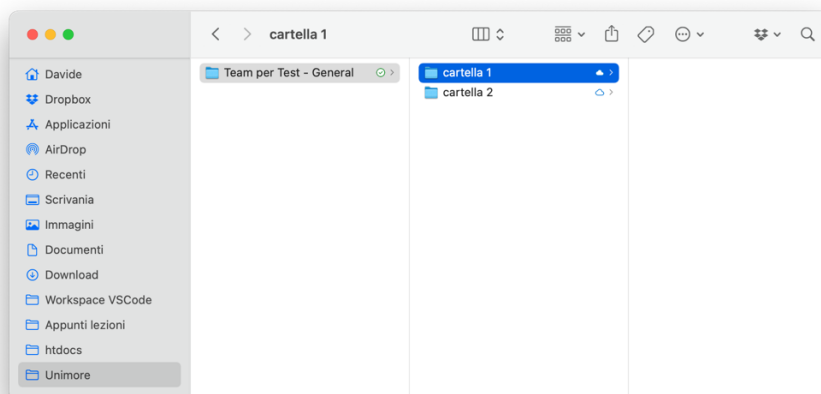 cartella 1
Davide
Dropbox
Applicazioni
AirDrop
Recenti
Scrivania
Immagini
Documenti
Download
Workspace VSCode
Appunti lezioni
htdocs
Unimore
Team per Test - General
cartella 1
cartella 2